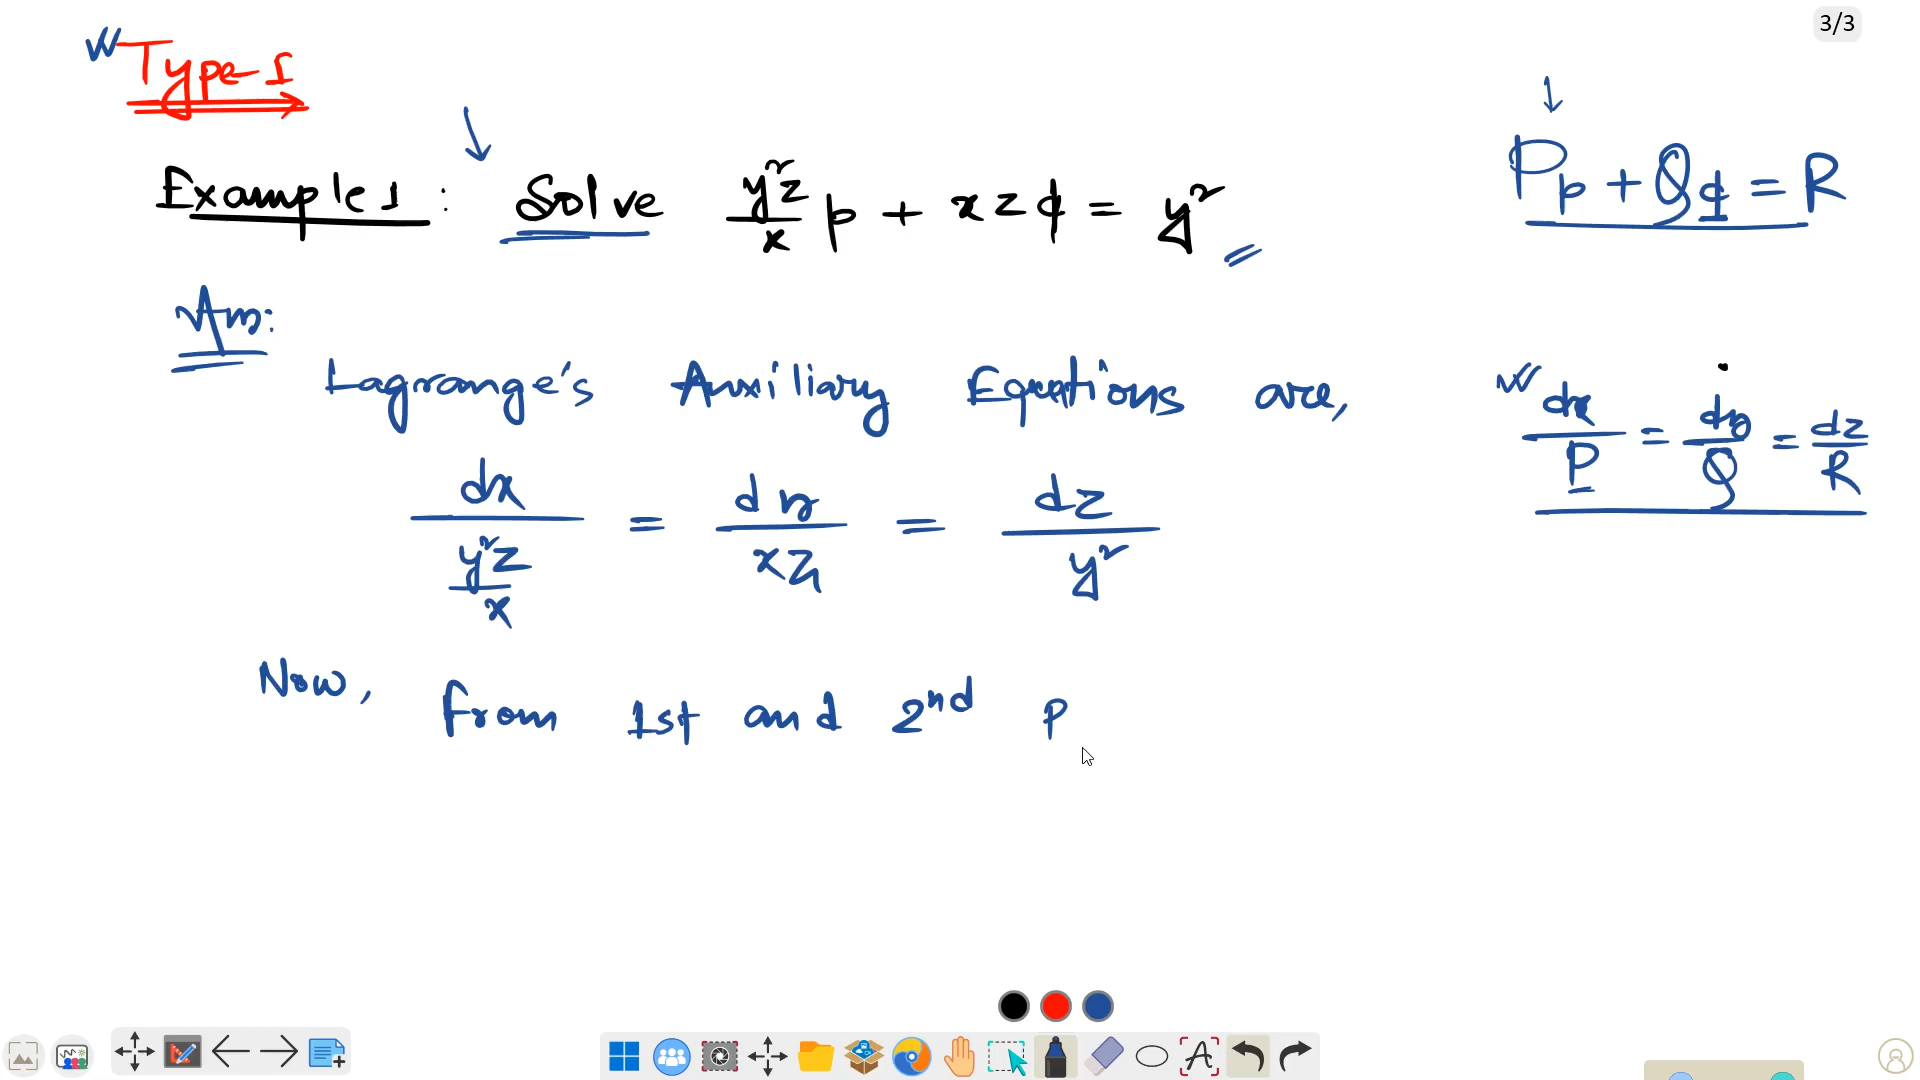 3/3
Type-I
Example 1: Solve y²z/x p + xzq = y²
Pp + Qq = R
Ans:
Lagrange's Auxiliary Equations are,
dx/P = dy/Q = dz/R
dx/(y²z/x) = dy/xz = dz/y²
Now, from 1st and 2nd P